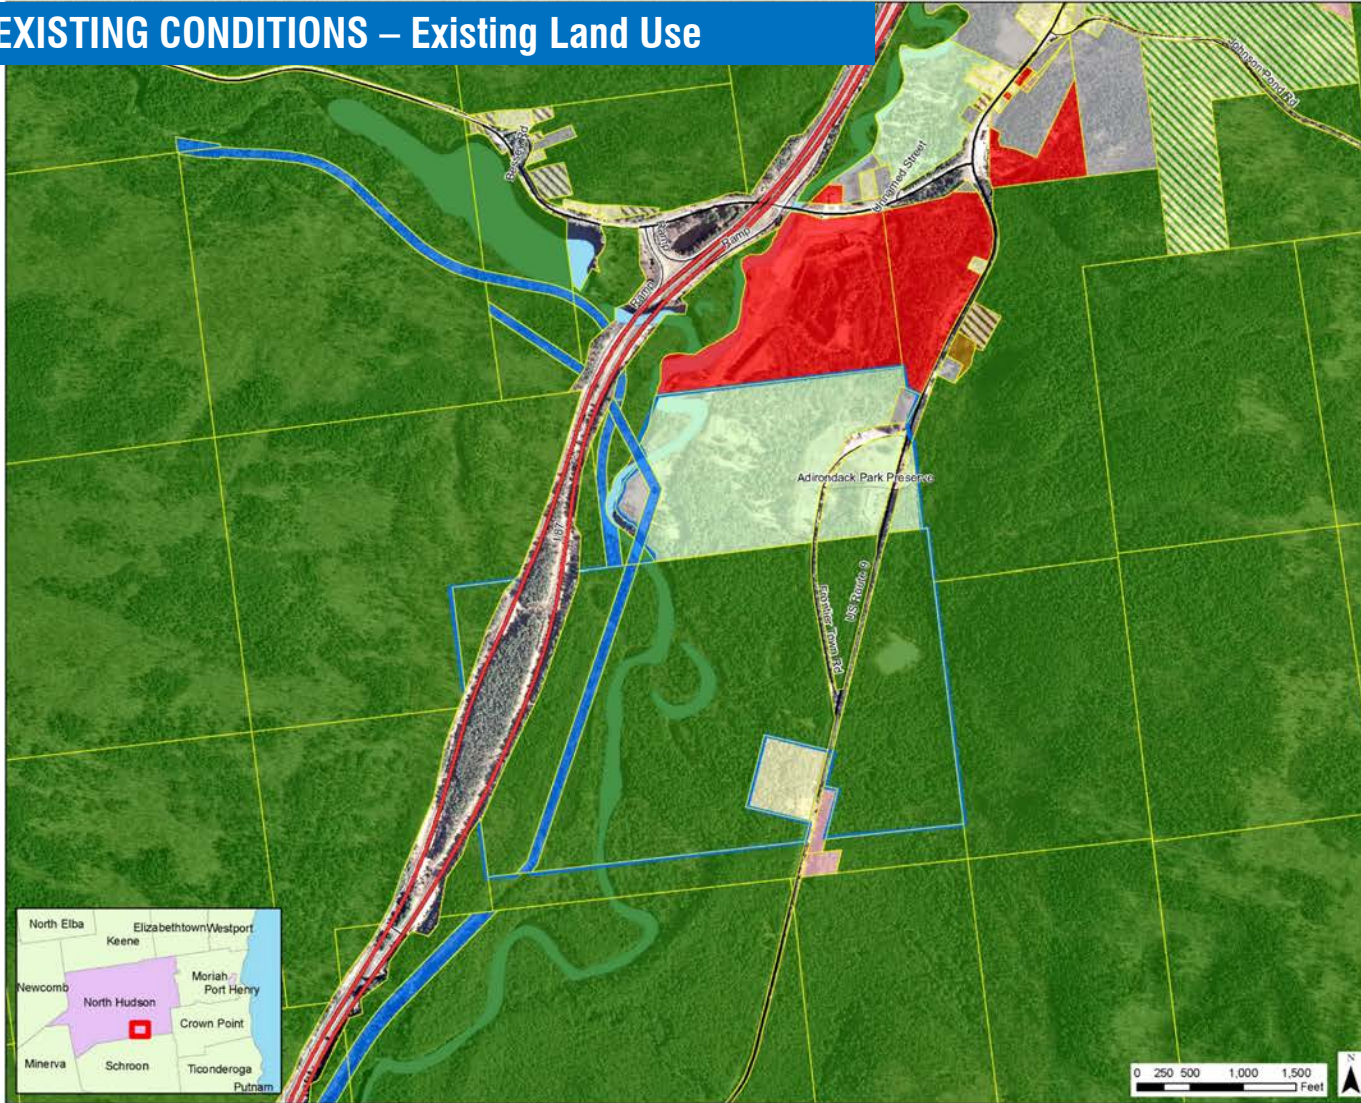 EXISTING CONDITIONS – Existing Land Use
Johnson Pond Rd
Unnamed Street
Ramp
Ramp
Ramp
Adirondack Park Preserve
I 87
Frontier Town Rd
US Route 9
North Elba
Keene
Elizabethtown
Westport
Newcomb
North Hudson
Moriah
Port Henry
Crown Point
Minerva
Schroon
Ticonderoga
Putnam
0 250 500 1,000 1,500
Feet
N